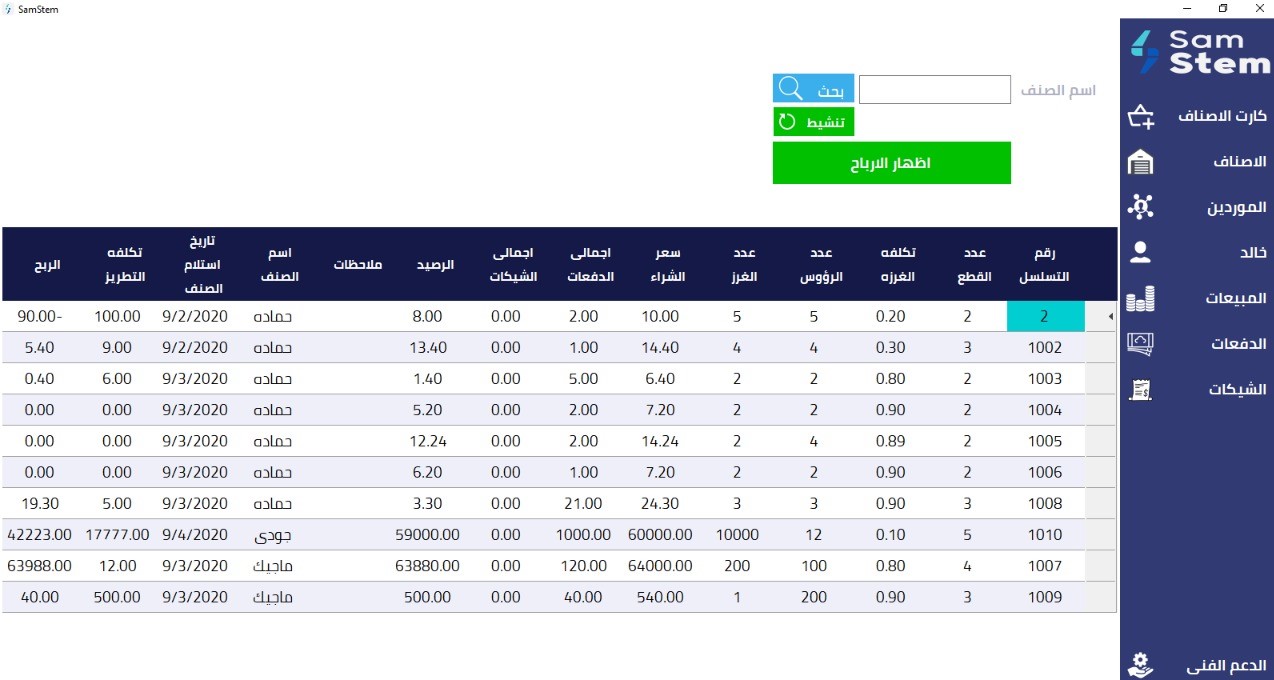 SamStem
Sam
Stem
كارت الاصناف
الاصناف
الموردين
خالد
المبيعات
الدفعات
الشيكات
الدعم الفنى
اسم الصنف
بحث
تنشيط
اظهار الارباح
رقم التسلسل عدد القطع تكلفه الغرزه عدد الرؤوس عدد الغرز سعر الشراء اجمالى الدفعات اجمالى الشيكات الرصيد ملاحظات اسم الصنف تاريخ استلام الصنف تكلفه التطريز الربح
2 2 0.20 5 5 10.00 2.00 0.00 8.00 حماده 9/2/2020 100.00 90.00-
1002 3 0.30 4 4 14.40 1.00 0.00 13.40 حماده 9/2/2020 9.00 5.40
1003 2 0.80 2 2 6.40 5.00 0.00 1.40 حماده 9/3/2020 6.00 0.40
1004 2 0.90 2 2 7.20 2.00 0.00 5.20 حماده 9/3/2020 0.00 0.00
1005 2 0.89 4 2 14.24 2.00 0.00 12.24 حماده 9/3/2020 0.00 0.00
1006 2 0.90 2 2 7.20 1.00 0.00 6.20 حماده 9/3/2020 0.00 0.00
1008 3 0.90 3 3 24.30 21.00 0.00 3.30 حماده 9/3/2020 5.00 19.30
1010 5 0.10 12 10000 60000.00 1000.00 0.00 59000.00 جودى 9/4/2020 17777.00 42223.00
1007 4 0.80 100 200 64000.00 120.00 0.00 63880.00 ماجيك 9/3/2020 12.00 63988.00
1009 3 0.90 200 1 540.00 40.00 0.00 500.00 ماجيك 9/3/2020 500.00 40.00